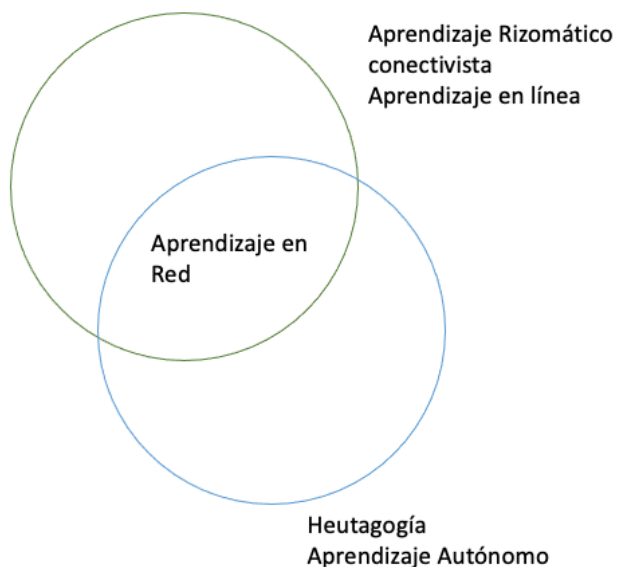 Aprendizaje Rizomático
conectivista
Aprendizaje en línea
Aprendizaje en
Red
Heutagogía
Aprendizaje Autónomo